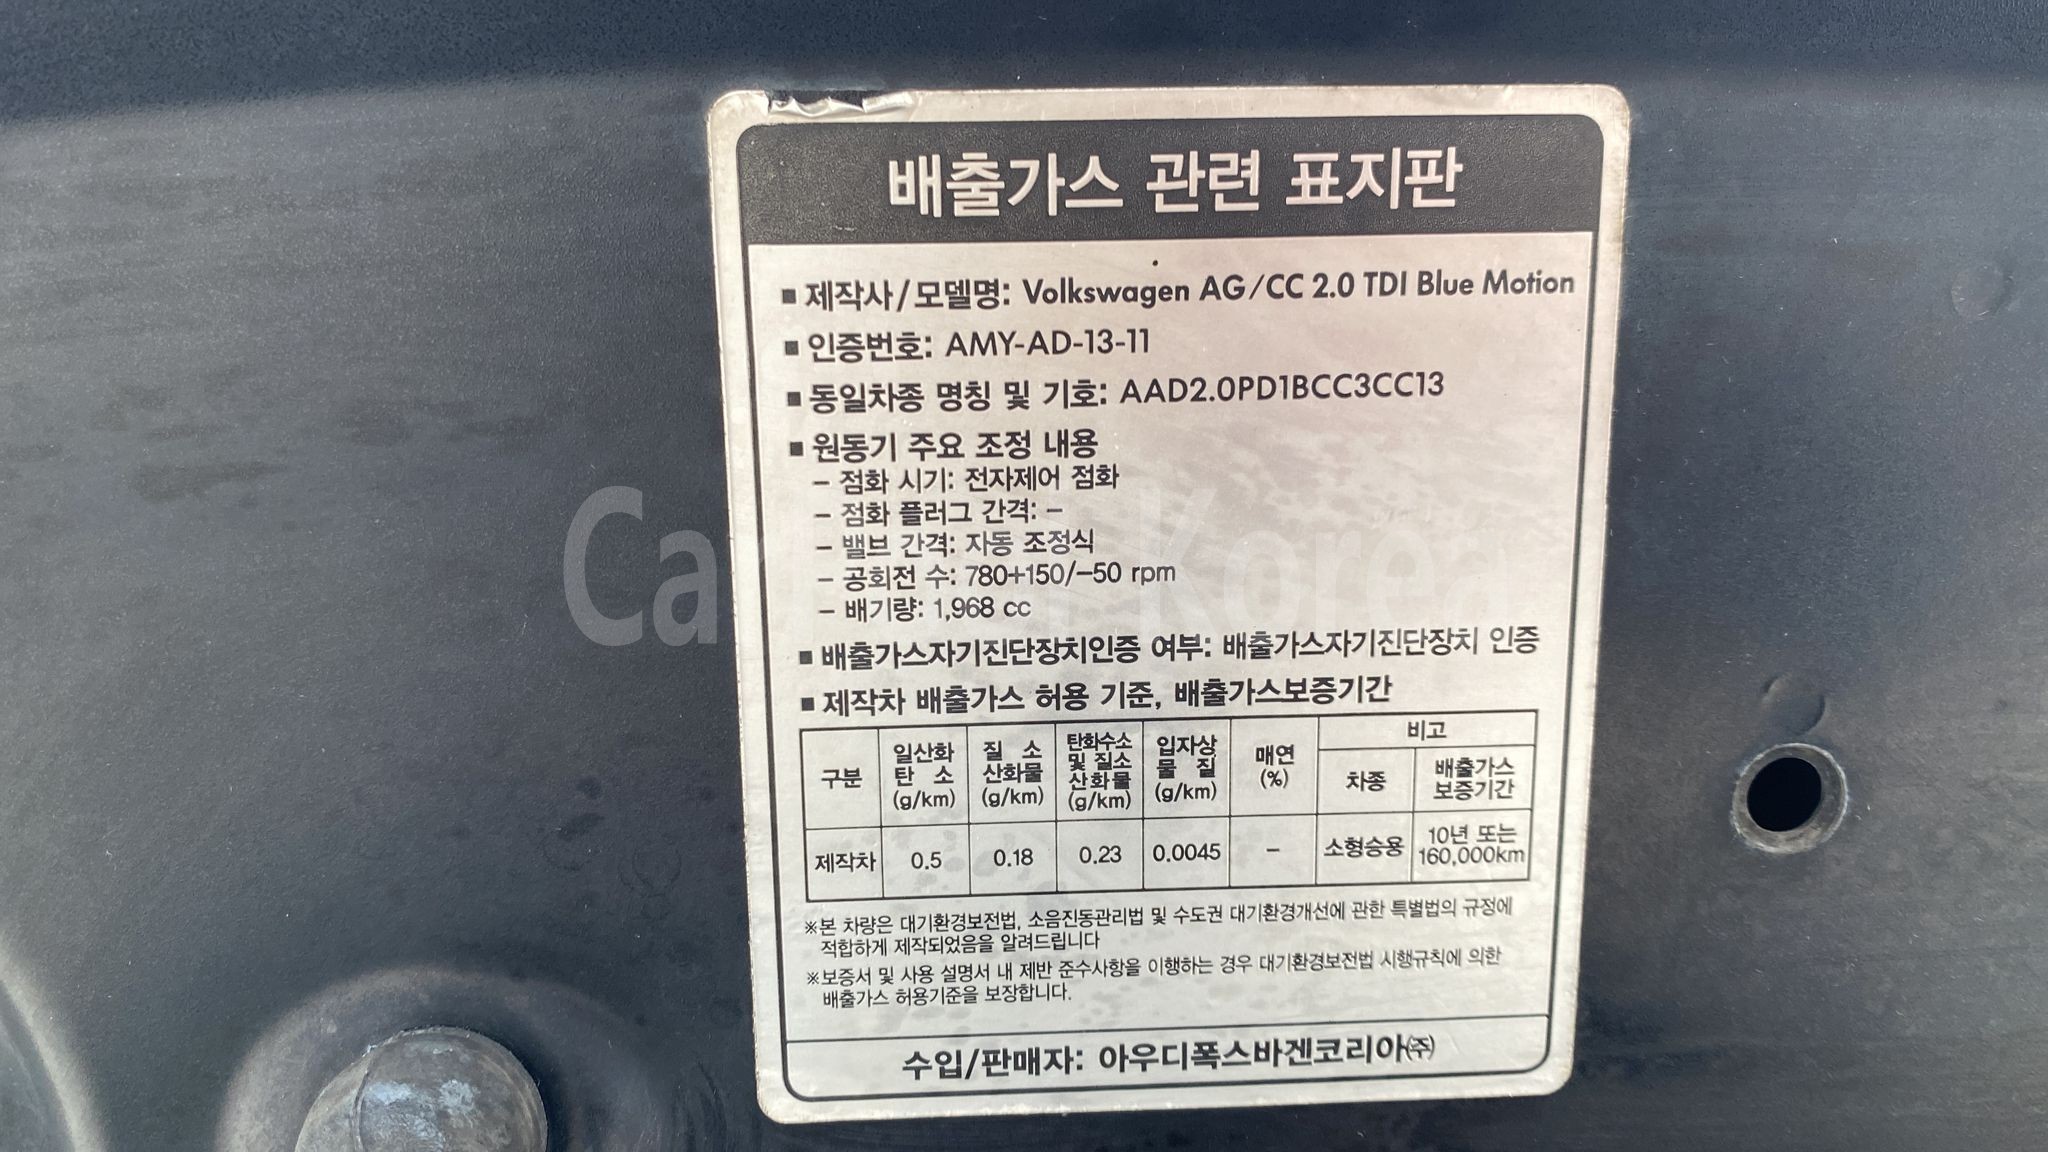 배출가스 관련 표지판
■ 제작사/모델명: Volkswagen AG/CC 2.0 TDI Blue Motion
■ 인증번호: AMY-AD-13-11
■ 동일차종 명칭 및 기호: AAD2.0PD1BCC3CC13
■ 원동기 주요 조정 내용
– 점화 시기: 전자제어 점화
– 점화 플러그 간격: –
– 밸브 간격: 자동 조정식
– 공회전 수: 780+150/–50 rpm
– 배기량: 1,968 cc
■ 배출가스자기진단장치인증 여부: 배출가스자기진단장치 인증
■ 제작차 배출가스 허용 기준, 배출가스보증기간
구분 일산화탄소 (g/km) 질소산화물 (g/km) 탄화수소 및 질소산화물 (g/km) 입자상물질 (g/km) 매연 (%) 비고
차종 배출가스 보증기간
제작차 0.5 0.18 0.23 0.0045 – 소형승용 10년 또는 160,000km
※본 차량은 대기환경보전법, 소음진동관리법 및 수도권 대기환경개선에 관한 특별법의 규정에
적합하게 제작되었음을 알려드립니다
※보증서 및 사용 설명서 내 제반 준수사항을 이행하는 경우 대기환경보전법 시행규칙에 의한
배출가스 허용기준을 보장합니다.
수입/판매자: 아우디폭스바겐코리아㈜
Korea